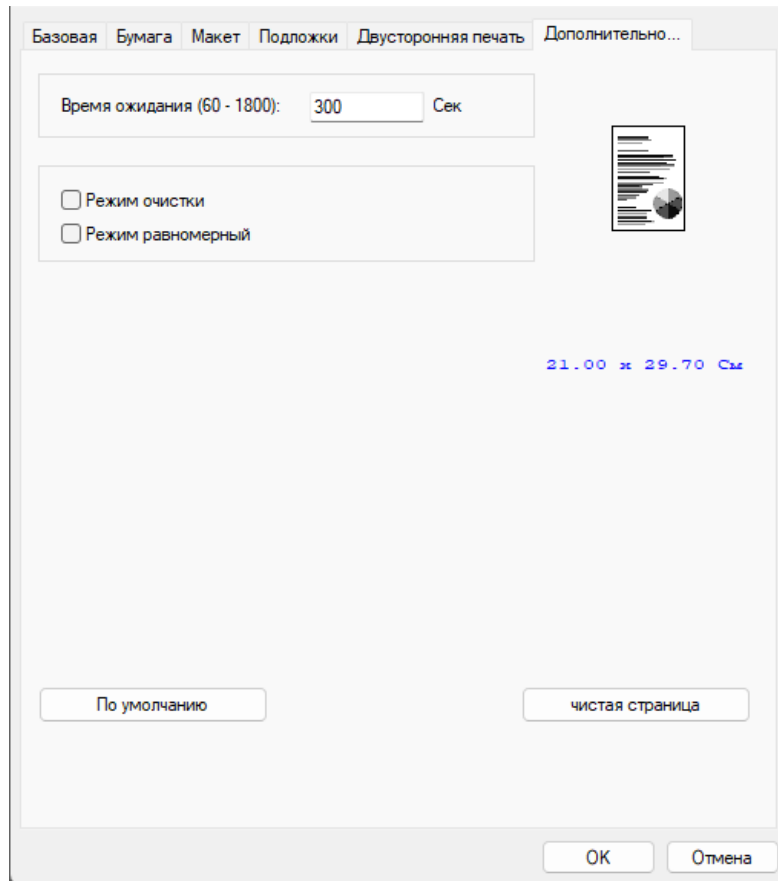 Базовая Бумага Макет Подложки Двусторонняя печать Дополнительно...
Время ожидания (60 - 1800): 300 Сек
Режим очистки
Режим равномерный
21.00 x 29.70 См
По умолчанию чистая страница
OK Отмена